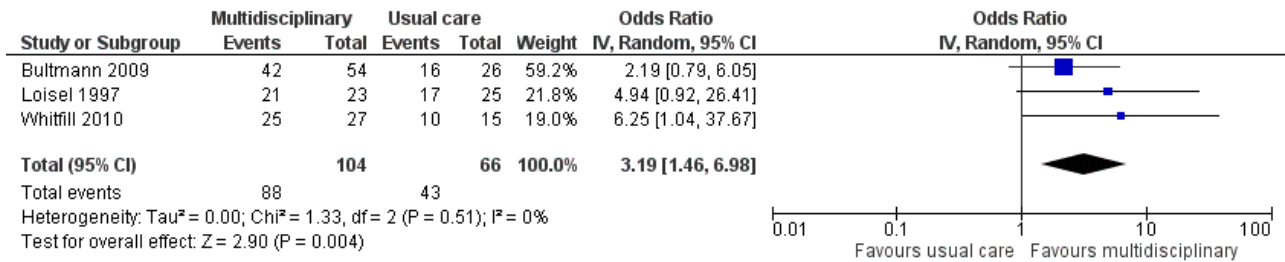 Multidisciplinary Usual care Odds Ratio Odds Ratio
Study or Subgroup Events Total Events Total Weight IV, Random, 95% CI IV, Random, 95% CI
Bultmann 2009 42 54 16 26 59.2% 2.19 [0.79, 6.05]
Loisel 1997 21 23 17 25 21.8% 4.94 [0.92, 26.41]
Whitfill 2010 25 27 10 15 19.0% 6.25 [1.04, 37.67]
Total (95% CI) 104 66 100.0% 3.19 [1.46, 6.98]
Total events 88 43
Heterogeneity: Tau² = 0.00; Chi² = 1.33, df = 2 (P = 0.51); I² = 0%
Test for overall effect: Z = 2.90 (P = 0.004)
0.01 0.1 1 10 100
Favours usual care Favours multidisciplinary